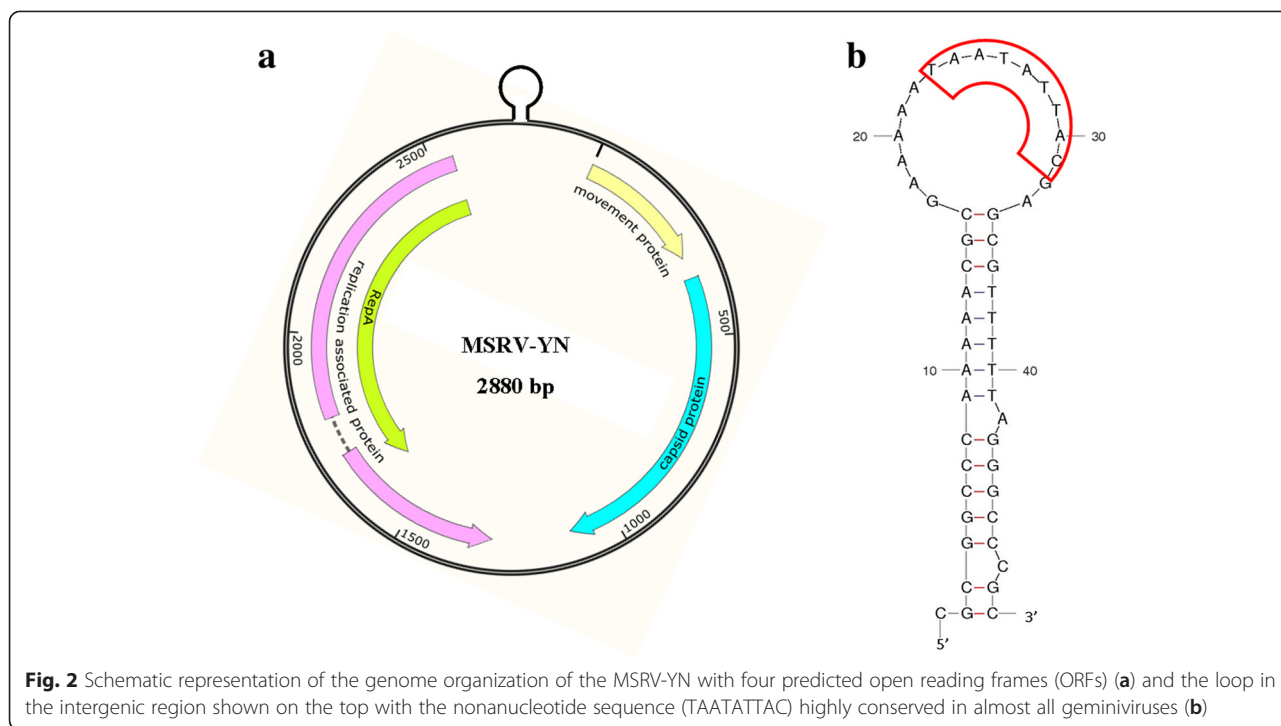 a
2500
movement protein
replication associated protein
RepA
500
2000
MSRV-YN
2880 bp
capsid protein
1500
1000
b
T A A T A T T A C G A
20 30
A A A A A G
C G
G C
C G
A T
A T
A T
10 A T 40
A T
A
C G
C G
C G
G C
G C
C
C G
C G C 3'
5'
Fig. 2 Schematic representation of the genome organization of the MSRV-YN with four predicted open reading frames (ORFs) (a) and the loop in
the intergenic region shown on the top with the nonanucleotide sequence (TAATATTAC) highly conserved in almost all geminiviruses (b)